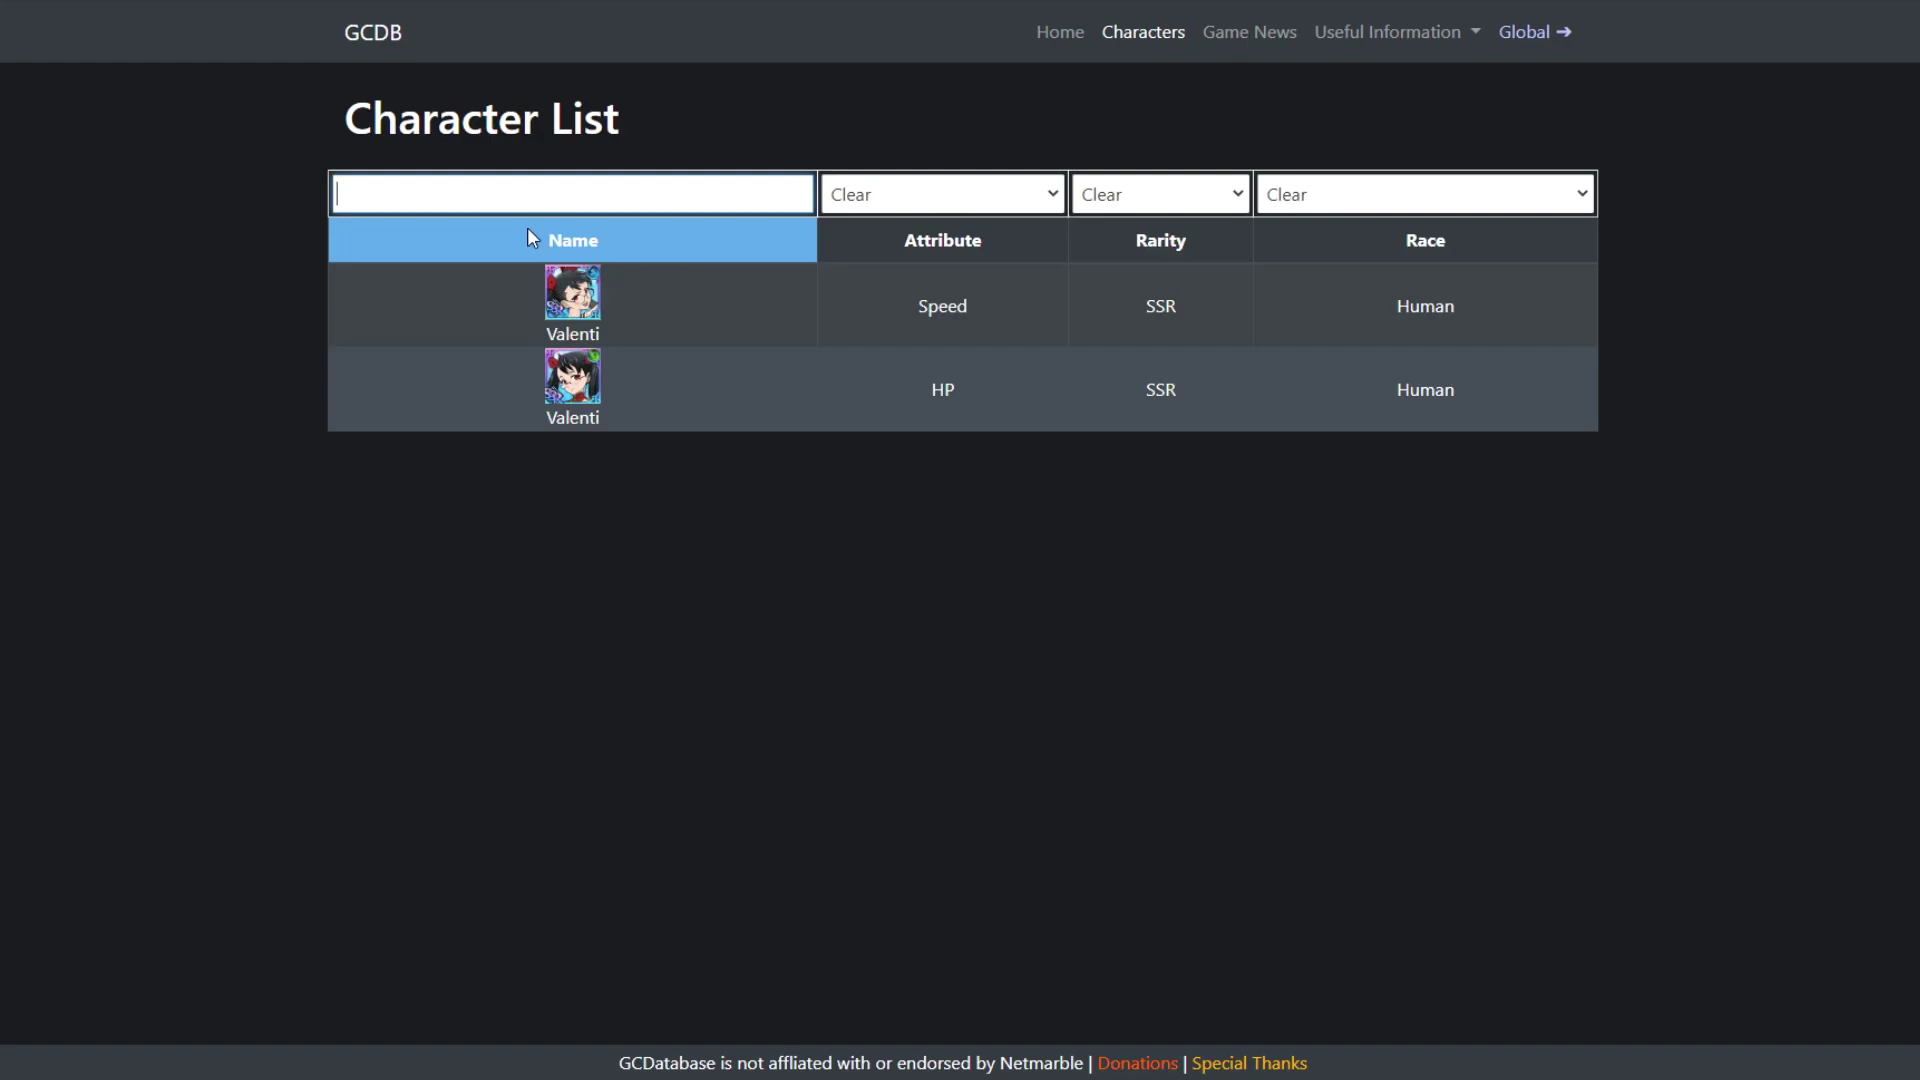 GCDB Home Characters Game News Useful Information Global ➔
Character List
Clear Clear Clear
Name Attribute Rarity Race
Speed SSR Human
Valenti
HP SSR Human
Valenti
GCDatabase is not affliated with or endorsed by Netmarble | Donations | Special Thanks